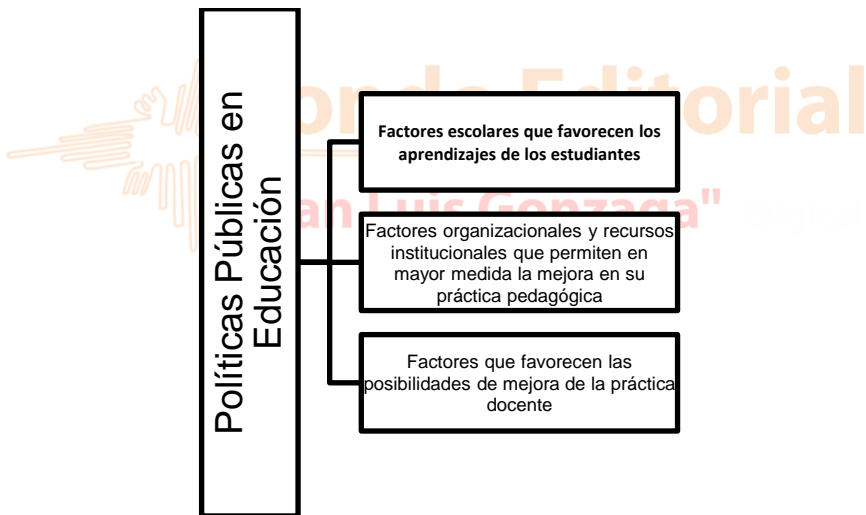 Políticas Públicas en
Educación
Factores escolares que favorecen los
aprendizajes de los estudiantes
Factores organizacionales y recursos
institucionales que permiten en
mayor medida la mejora en su
práctica pedagógica
Factores que favorecen las
posibilidades de mejora de la práctica
docente
Editorial
Luis Gonzaga"
Digital